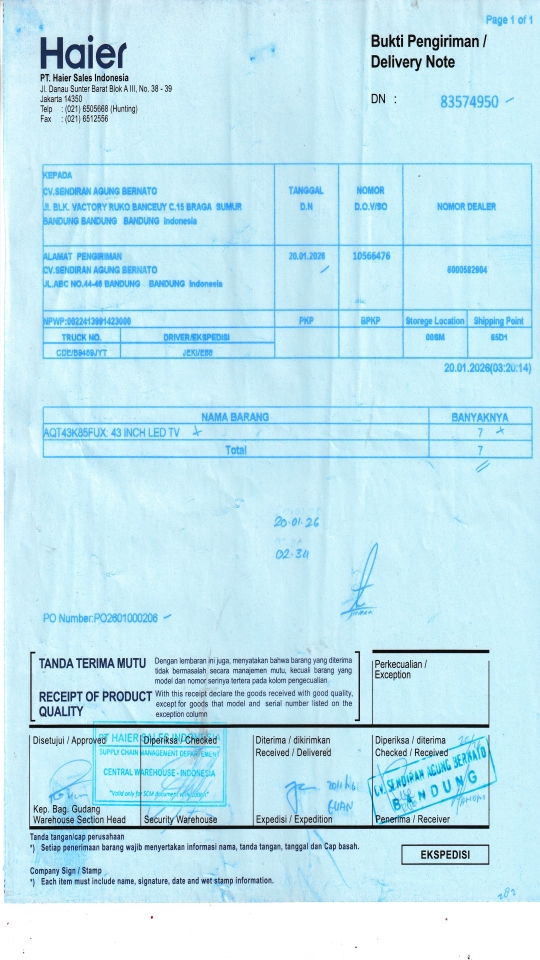 Page 1 of 1
Haier
Bukti Pengiriman /
Delivery Note
PT. Haier Sales Indonesia
Jl. Danau Sunter Barat Blok A III, No. 38 - 39
Jakarta 14350
Telp : (021) 6505668 (Hunting)
Fax : (021) 6512556
DN : 83574950
KEPADA
CV.SENDIRAN AGUNG BERNATO
Jl. BLK. VACTORY RUKO BANCEUY C.15 BRAGA SUMUR
BANDUNG BANDUNG BANDUNG Indonesia
TANGGAL
D.N
NOMOR
D.O.V/SO
NOMOR DEALER
ALAMAT PENGIRIMAN
CV.SENDIRAN AGUNG BERNATO
JL.ABC NO.44-46 BANDUNG BANDUNG Indonesia
20.01.2026
10566476
6000582904
NPWP:0022413991423000
PKP
BPKP
Storege Location
Shipping Point
TRUCK NO.
DRIVER/EKSPEDISI
00SM
65D1
20.01.2026(03:20:14)
NAMA BARANG
BANYAKNYA
AQT43K85FUX: 43 INCH LED TV
7
Total
7
20.01.26
02.34
PO Number:PO2601000206
TANDA TERIMA MUTU
Dengan lembaran ini juga, menyatakan bahwa barang yang diterima
tidak bermasalah secara manajemen mutu, kecuali barang yang
model dan nomor serinya tertera pada kolom pengecualian
RECEIPT OF PRODUCT
QUALITY
With this receipt declare the goods received with good quality,
except for goods that model and serial number listed on the
exception column
Perkecualian /
Exception
Disetujui / Approved
Diperiksa / Checked
Diterima / dikirimkan
Received / Delivered
Diperiksa / diterima
Checked / Received
PT HAIER SALES INDONESIA
SUPPLY CHAIN MANAGEMENT DEPARTEMENT
CENTRAL WAREHOUSE - INDONESIA
CV. SENDIRAN AGUNG BERNATO
BANDUNG
Kep. Bag. Gudang
Warehouse Section Head
Security Warehouse
Expedisi / Expedition
Penerima / Receiver
Tanda tangan/cap perusahaan
*) Setiap penerimaan barang wajib menyertakan informasi nama, tanda tangan, tanggal dan Cap basah.
EKSPEDISI
Company Sign / Stamp
*) Each item must include name, signature, date and wet stamp information.